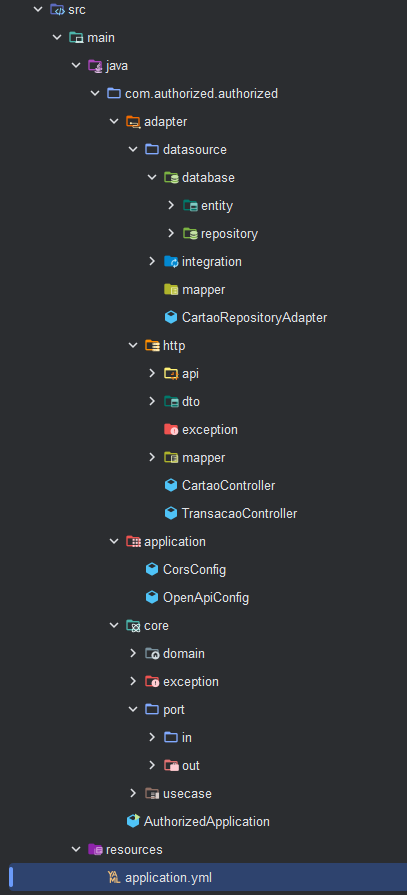 src
main
java
com.authorized.authorized
adapter
datasource
database
entity
repository
integration
mapper
CartaoRepositoryAdapter
http
api
dto
exception
mapper
CartaoController
TransacaoController
application
CorsConfig
OpenApiConfig
core
domain
exception
port
in
out
usecase
AuthorizedApplication
resources
application.yml